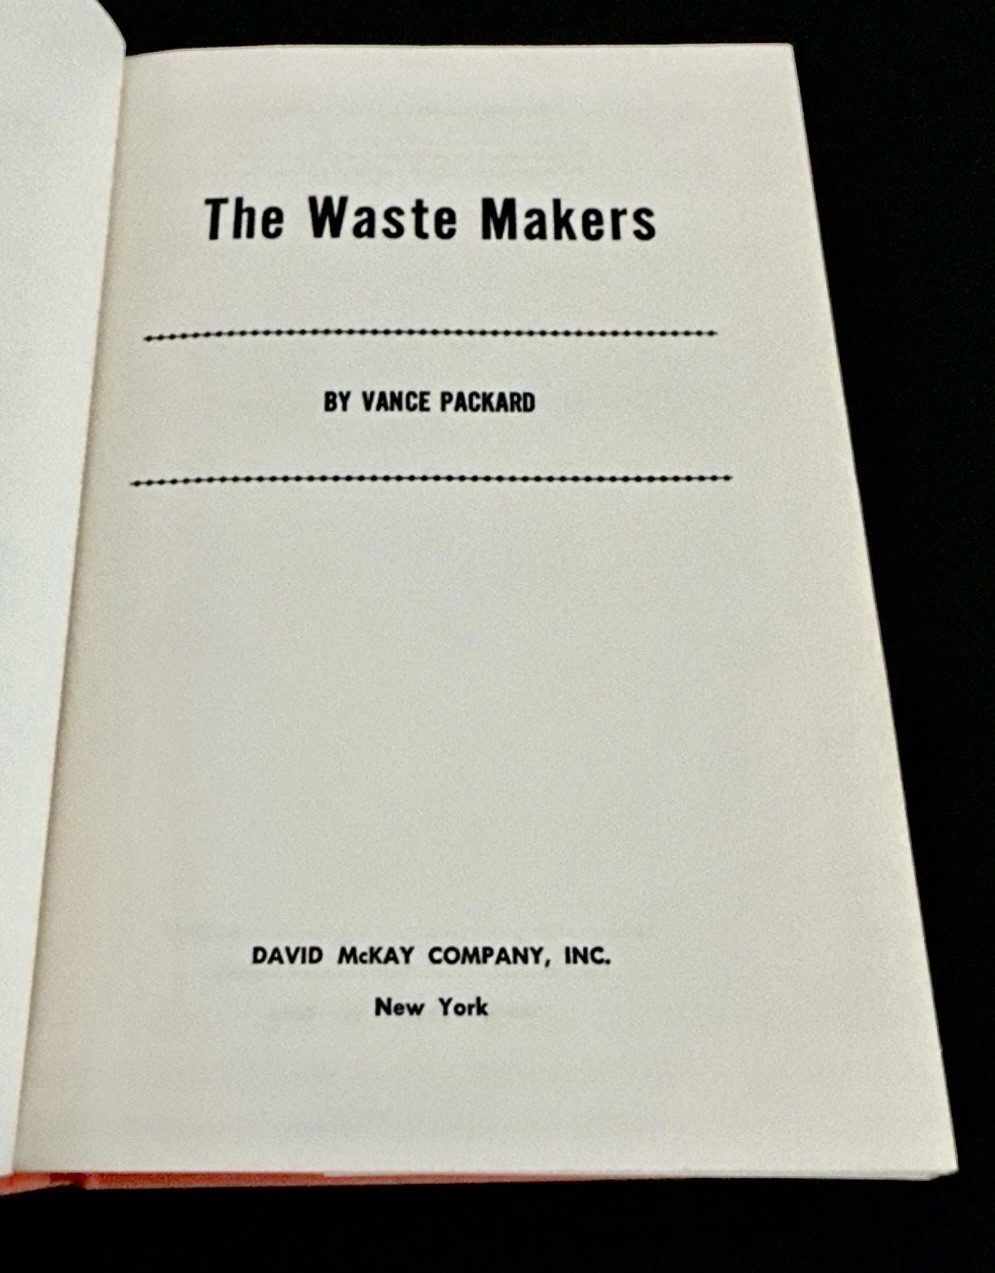 The Waste Makers
BY VANCE PACKARD
DAVID McKAY COMPANY, INC.
New York